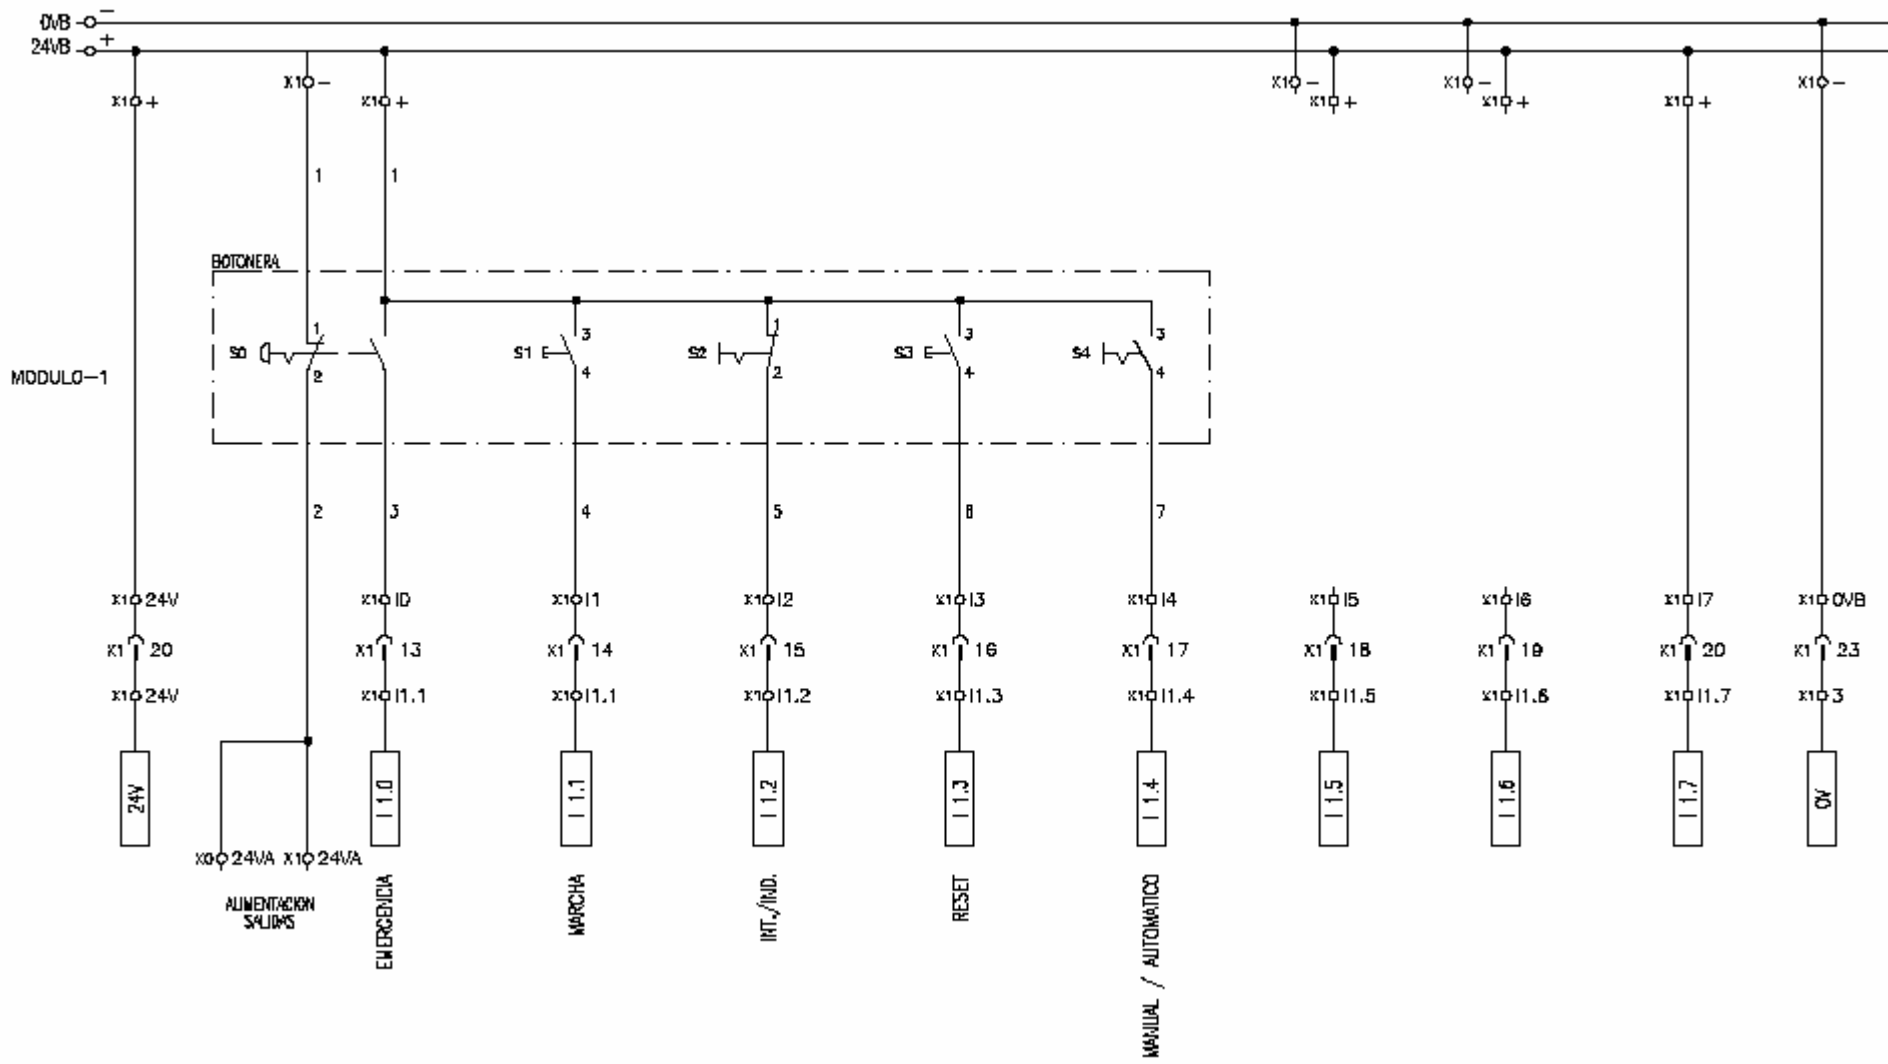 0VB −
24VB +
X1 − X1 − X1 − X1 −
X1 + X1 + X1 + X1 + X1 +
1 1
BOTONERA
1 3 1 3 3
S0 S1 S2 S3 S4
2 4 2 4 4
MODULO-1
2 3 4 5 6 7
X1 24V X1 I0 X1 I1 X1 I2 X1 I3 X1 I4 X1 I5 X1 I6 X1 I7 X1 0VB
X1 20 X1 13 X1 14 X1 15 X1 16 X1 17 X1 18 X1 19 X1 20 X1 23
X1 24V X1 I1.1 X1 I1.1 X1 I1.2 X1 I1.3 X1 I1.4 X1 I1.5 X1 I1.6 X1 I1.7 X1 3
24V I 1.0 I 1.1 I 1.2 I 1.3 I 1.4 I 1.5 I 1.6 I 1.7 0V
X0 24VA X1 24VA
ALIMENTACION
SALIDAS
EMERGENCIA
MARCHA
INT./IND.
RESET
MANUAL / AUTOMATICO